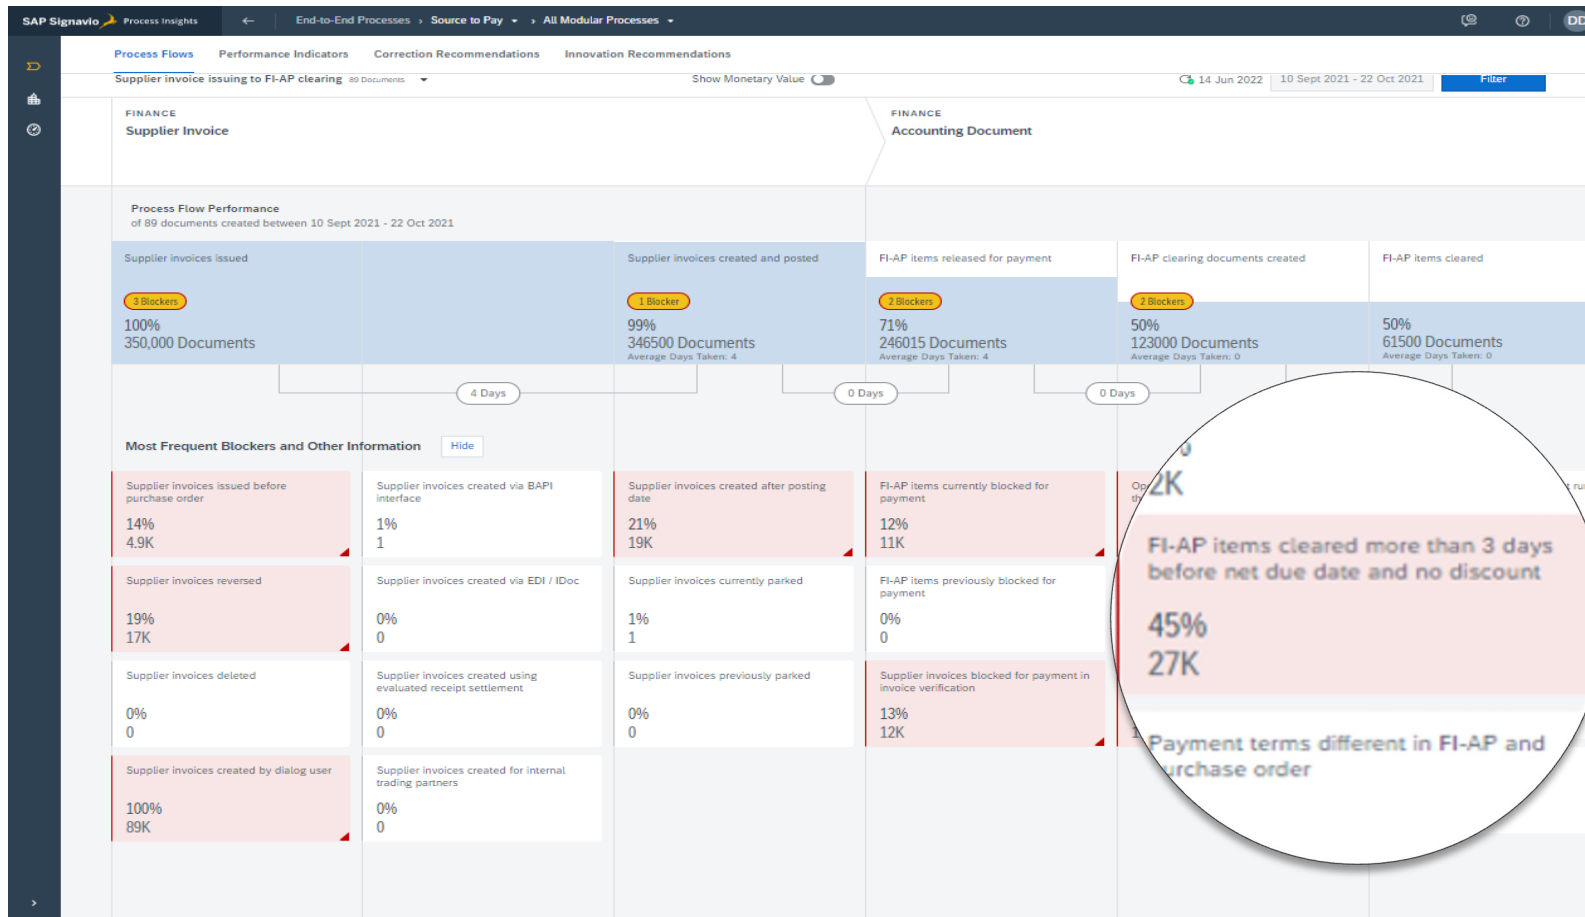 SAP Signavio Process Insights
End-to-End Processes › Source to Pay › All Modular Processes
DD
Process Flows Performance Indicators Correction Recommendations Innovation Recommendations
Supplier invoice issuing to FI-AP clearing 89 Documents
Show Monetary Value
14 Jun 2022
10 Sept 2021 - 22 Oct 2021
Filter
FINANCE
Supplier Invoice
FINANCE
Accounting Document
Process Flow Performance
of 89 documents created between 10 Sept 2021 - 22 Oct 2021
Supplier invoices issued
3 Blockers
100%
350,000 Documents
Supplier invoices created and posted
1 Blocker
99%
346500 Documents
Average Days Taken: 4
FI-AP items released for payment
2 Blockers
71%
246015 Documents
Average Days Taken: 4
FI-AP clearing documents created
2 Blockers
50%
123000 Documents
Average Days Taken: 0
FI-AP items cleared
50%
61500 Documents
Average Days Taken: 0
4 Days
0 Days
0 Days
Most Frequent Blockers and Other Information
Hide
Supplier invoices issued before
purchase order
14%
4.9K
Supplier invoices created via BAPI
interface
1%
1
Supplier invoices created after posting
date
21%
19K
FI-AP items currently blocked for
payment
12%
11K
Supplier invoices reversed
19%
17K
Supplier invoices created via EDI / IDoc
0%
0
Supplier invoices currently parked
1%
1
FI-AP items previously blocked for
payment
0%
0
Supplier invoices deleted
0%
0
Supplier invoices created using
evaluated receipt settlement
0%
0
Supplier invoices previously parked
0%
0
Supplier invoices blocked for payment in
invoice verification
13%
12K
Supplier invoices created by dialog user
100%
89K
Supplier invoices created for internal
trading partners
0%
0
2K
FI-AP items cleared more than 3 days
before net due date and no discount
45%
27K
Payment terms different in FI-AP and
purchase order